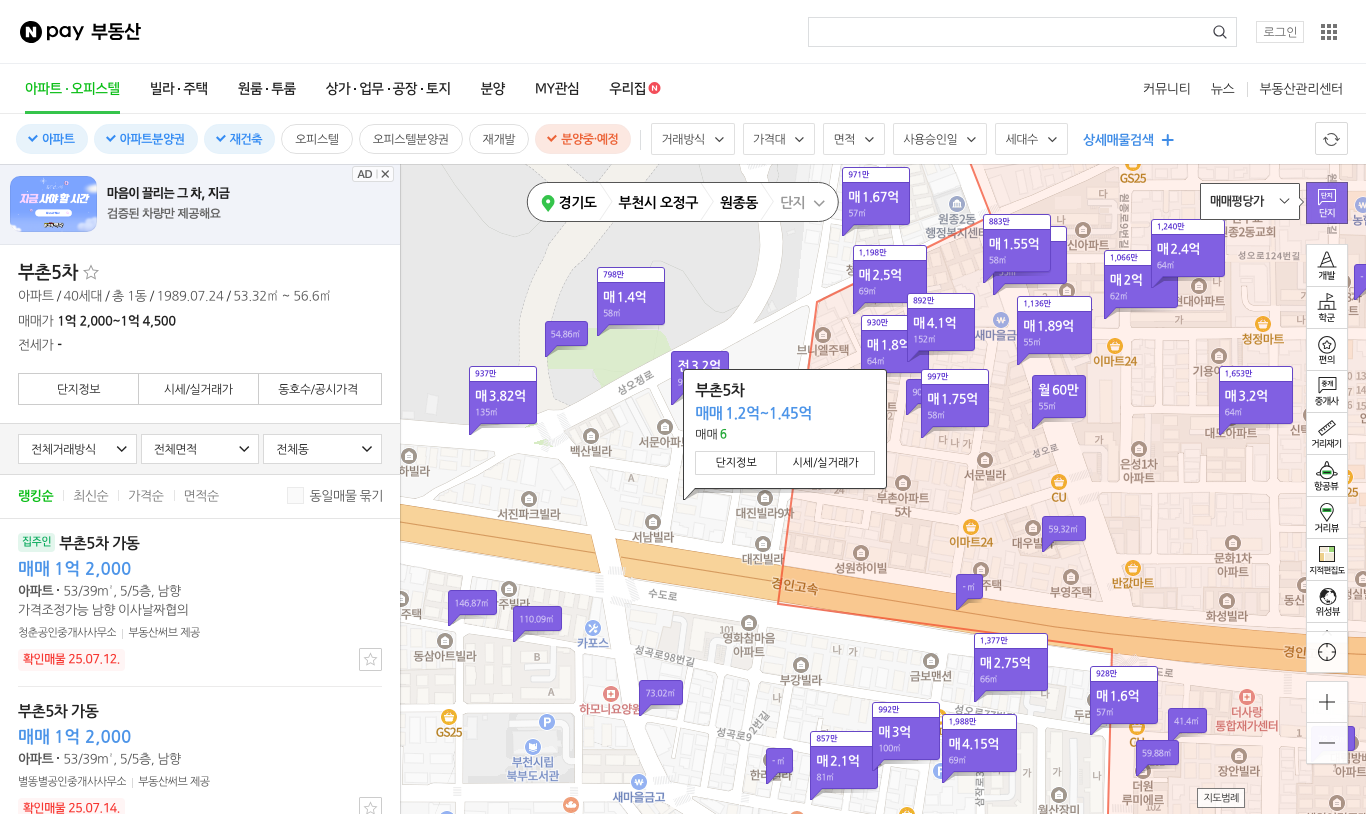 N pay 부동산
로그인
아파트·오피스텔
빌라·주택
원룸·투룸
상가·업무·공장·토지
분양
MY관심
우리집 N
커뮤니티
뉴스
부동산관리센터
아파트
아파트분양권
재건축
오피스텔
오피스텔분양권
재개발
분양중·예정
거래방식
가격대
면적
사용승인일
세대수
상세매물검색
지금 사야 할 시간
마음이 끌리는 그 차, 지금
검증된 차량만 제공해요
AD
부촌5차
아파트 / 40세대 / 총 1동 / 1989.07.24 / 53.32㎡ ~ 56.6㎡
매매가 1억 2,000~1억 4,500
전세가 -
단지정보
시세/실거래가
동호수/공시가격
전체거래방식
전체면적
전체동
랭킹순
최신순
가격순
면적순
동일매물 묶기
집주인 부촌5차 가동
매매 1억 2,000
아파트 · 53/39m², 5/5층, 남향
가격조정가능 남향 이사날짜협의
청춘공인중개사사무소
부동산써브 제공
확인매물 25.07.12.
부촌5차 가동
매매 1억 2,000
아파트 · 53/39m², 5/5층, 남향
별똥별공인중개사사무소
부동산써브 제공
확인매물 25.07.14.
경기도
부천시 오정구
원종동
단지
매매평당가
단지
단지
개발
학군
편의
중개
중개사
거리재기
항공뷰
거리뷰
지적편집도
위성뷰
지도범례
971만
매1.67억
57㎡
GS25
원종2동
행정복지센터
883만
매1.55억
58㎡
신아파트
원종로9번길
원종2동교회
1,240만
매2.4억
64㎡
성오로124번길
1,198만
매2.5억
69㎡
1,066만
매2억
62㎡
현대아파트
798만
매1.4억
58㎡
892만
매4.1억
152㎡
1,136만
매1.89억
55㎡
새마을금
청정마트
930만
매1.8억
64㎡
브니엘주택
이마트24
기용아
54.86㎡
전3.2억
937만
매3.82억
135㎡
상오정로
997만
매1.75억
58㎡
월60만
55㎡
1,653만
매3.2억
64㎡
부촌5차
매매 1.2억~1.45억
매매 6
단지정보
시세/실거래가
백산빌라
서문아파
하빌라
다나가
성오로
은성1차
아파트
서문빌라
CU
서진파크빌라
서남빌라
대진빌라9차
부촌아파트
5차
59.32㎡
대우빌
이마트24
대진빌라
성원하이빌
문화1차
아파트
경인고속
- ㎡
주택
부영주택
반값마트
화성빌라
동신
수도로
146.87㎡
110.09㎡
주빌라
주택
카포스
동삼아트빌라
101
영화참마을
아파트
성곡로98번길
부강빌라
금보맨션
1,377만
매2.75억
66㎡
경인
928만
매1.6억
57㎡
73.02㎡
하모니요양원
GS25
부천시립
북부도서관
새마을금고
성곡로92번길
- ㎡
857만
매2.1억
81㎡
992만
매3억
100㎡
1,988만
매4.15억
69㎡
41.4㎡
59.88㎡
더사랑
통합재가센터
장안빌라
더원
루미에르
월산장미